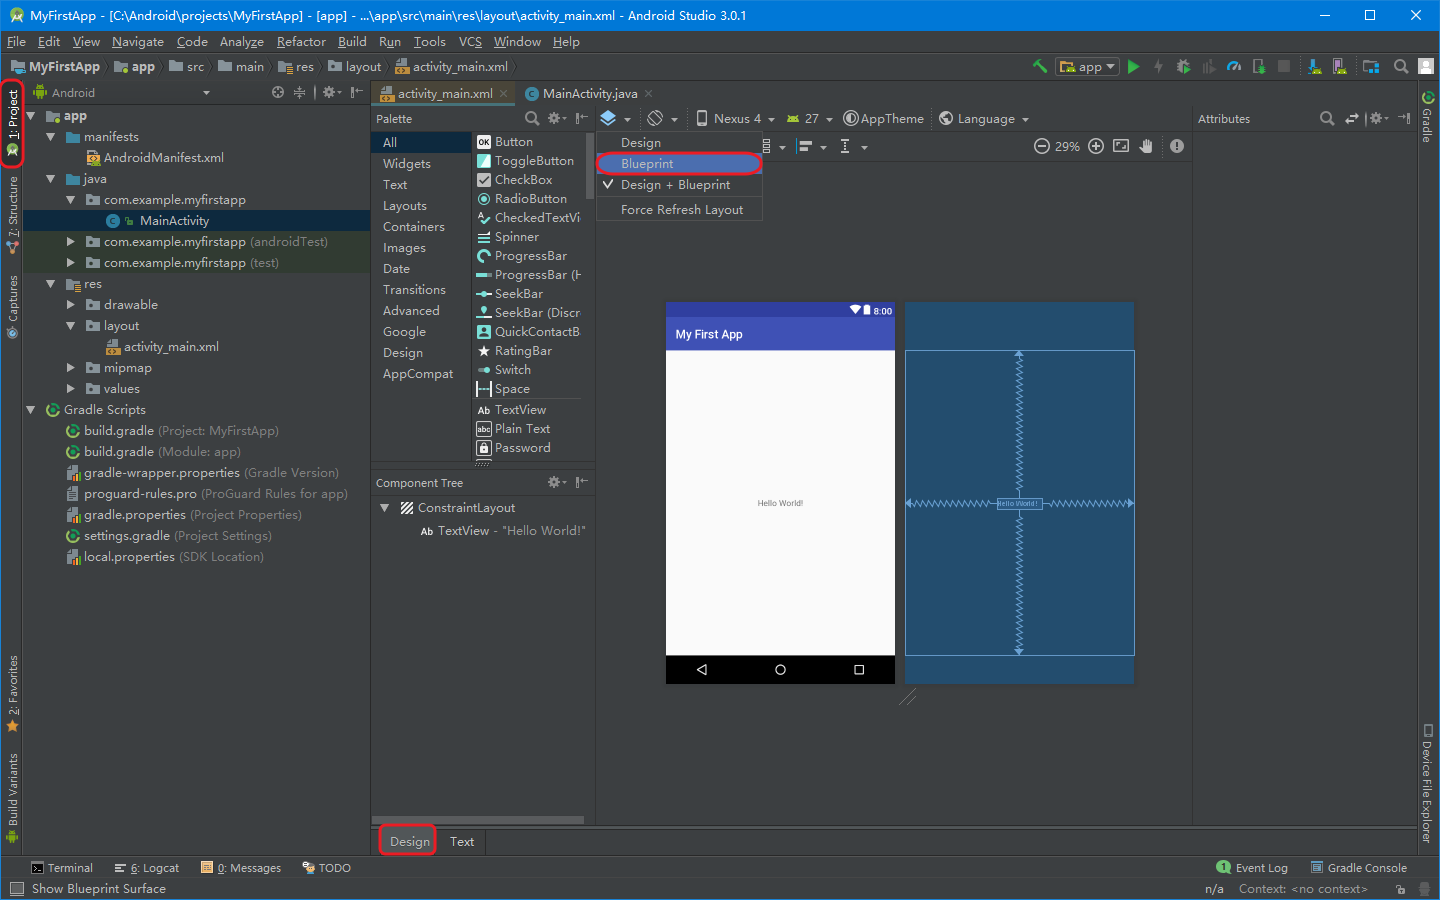 MyFirstApp - [C:\Android\projects\MyFirstApp] - [app] - ...\app\src\main\res\layout\activity_main.xml - Android Studio 3.0.1
File Edit View Navigate Code Analyze Refactor Build Run Tools VCS Window Help
MyFirstApp app src main res layout activity_main.xml
app
1: Project
7: Structure
Captures
2: Favorites
Build Variants
Android
app
manifests
AndroidManifest.xml
java
com.example.myfirstapp
MainActivity
com.example.myfirstapp (androidTest)
com.example.myfirstapp (test)
res
drawable
layout
activity_main.xml
mipmap
values
Gradle Scripts
build.gradle (Project: MyFirstApp)
build.gradle (Module: app)
gradle-wrapper.properties (Gradle Version)
proguard-rules.pro (ProGuard Rules for app)
gradle.properties (Project Properties)
settings.gradle (Project Settings)
local.properties (SDK Location)
activity_main.xml MainActivity.java
Palette
All
Widgets
Text
Layouts
Containers
Images
Date
Transitions
Advanced
Google
Design
AppCompat
OK Button
ToggleButton
CheckBox
RadioButton
CheckedTextVi
Spinner
ProgressBar
ProgressBar (H
SeekBar
SeekBar (Discr
QuickContactB
RatingBar
Switch
Space
Ab TextView
abc Plain Text
Password
Component Tree
ConstraintLayout
Ab TextView - "Hello World!"
Nexus 4 27 AppTheme Language
Design
Blueprint
Design + Blueprint
Force Refresh Layout
29%
8:00
My First App
Hello World!
Hello World!
Attributes
Gradle
Device File Explorer
Design Text
Terminal 6: Logcat 0: Messages TODO
1 Event Log Gradle Console
Show Blueprint Surface
n/a Context: <no context>